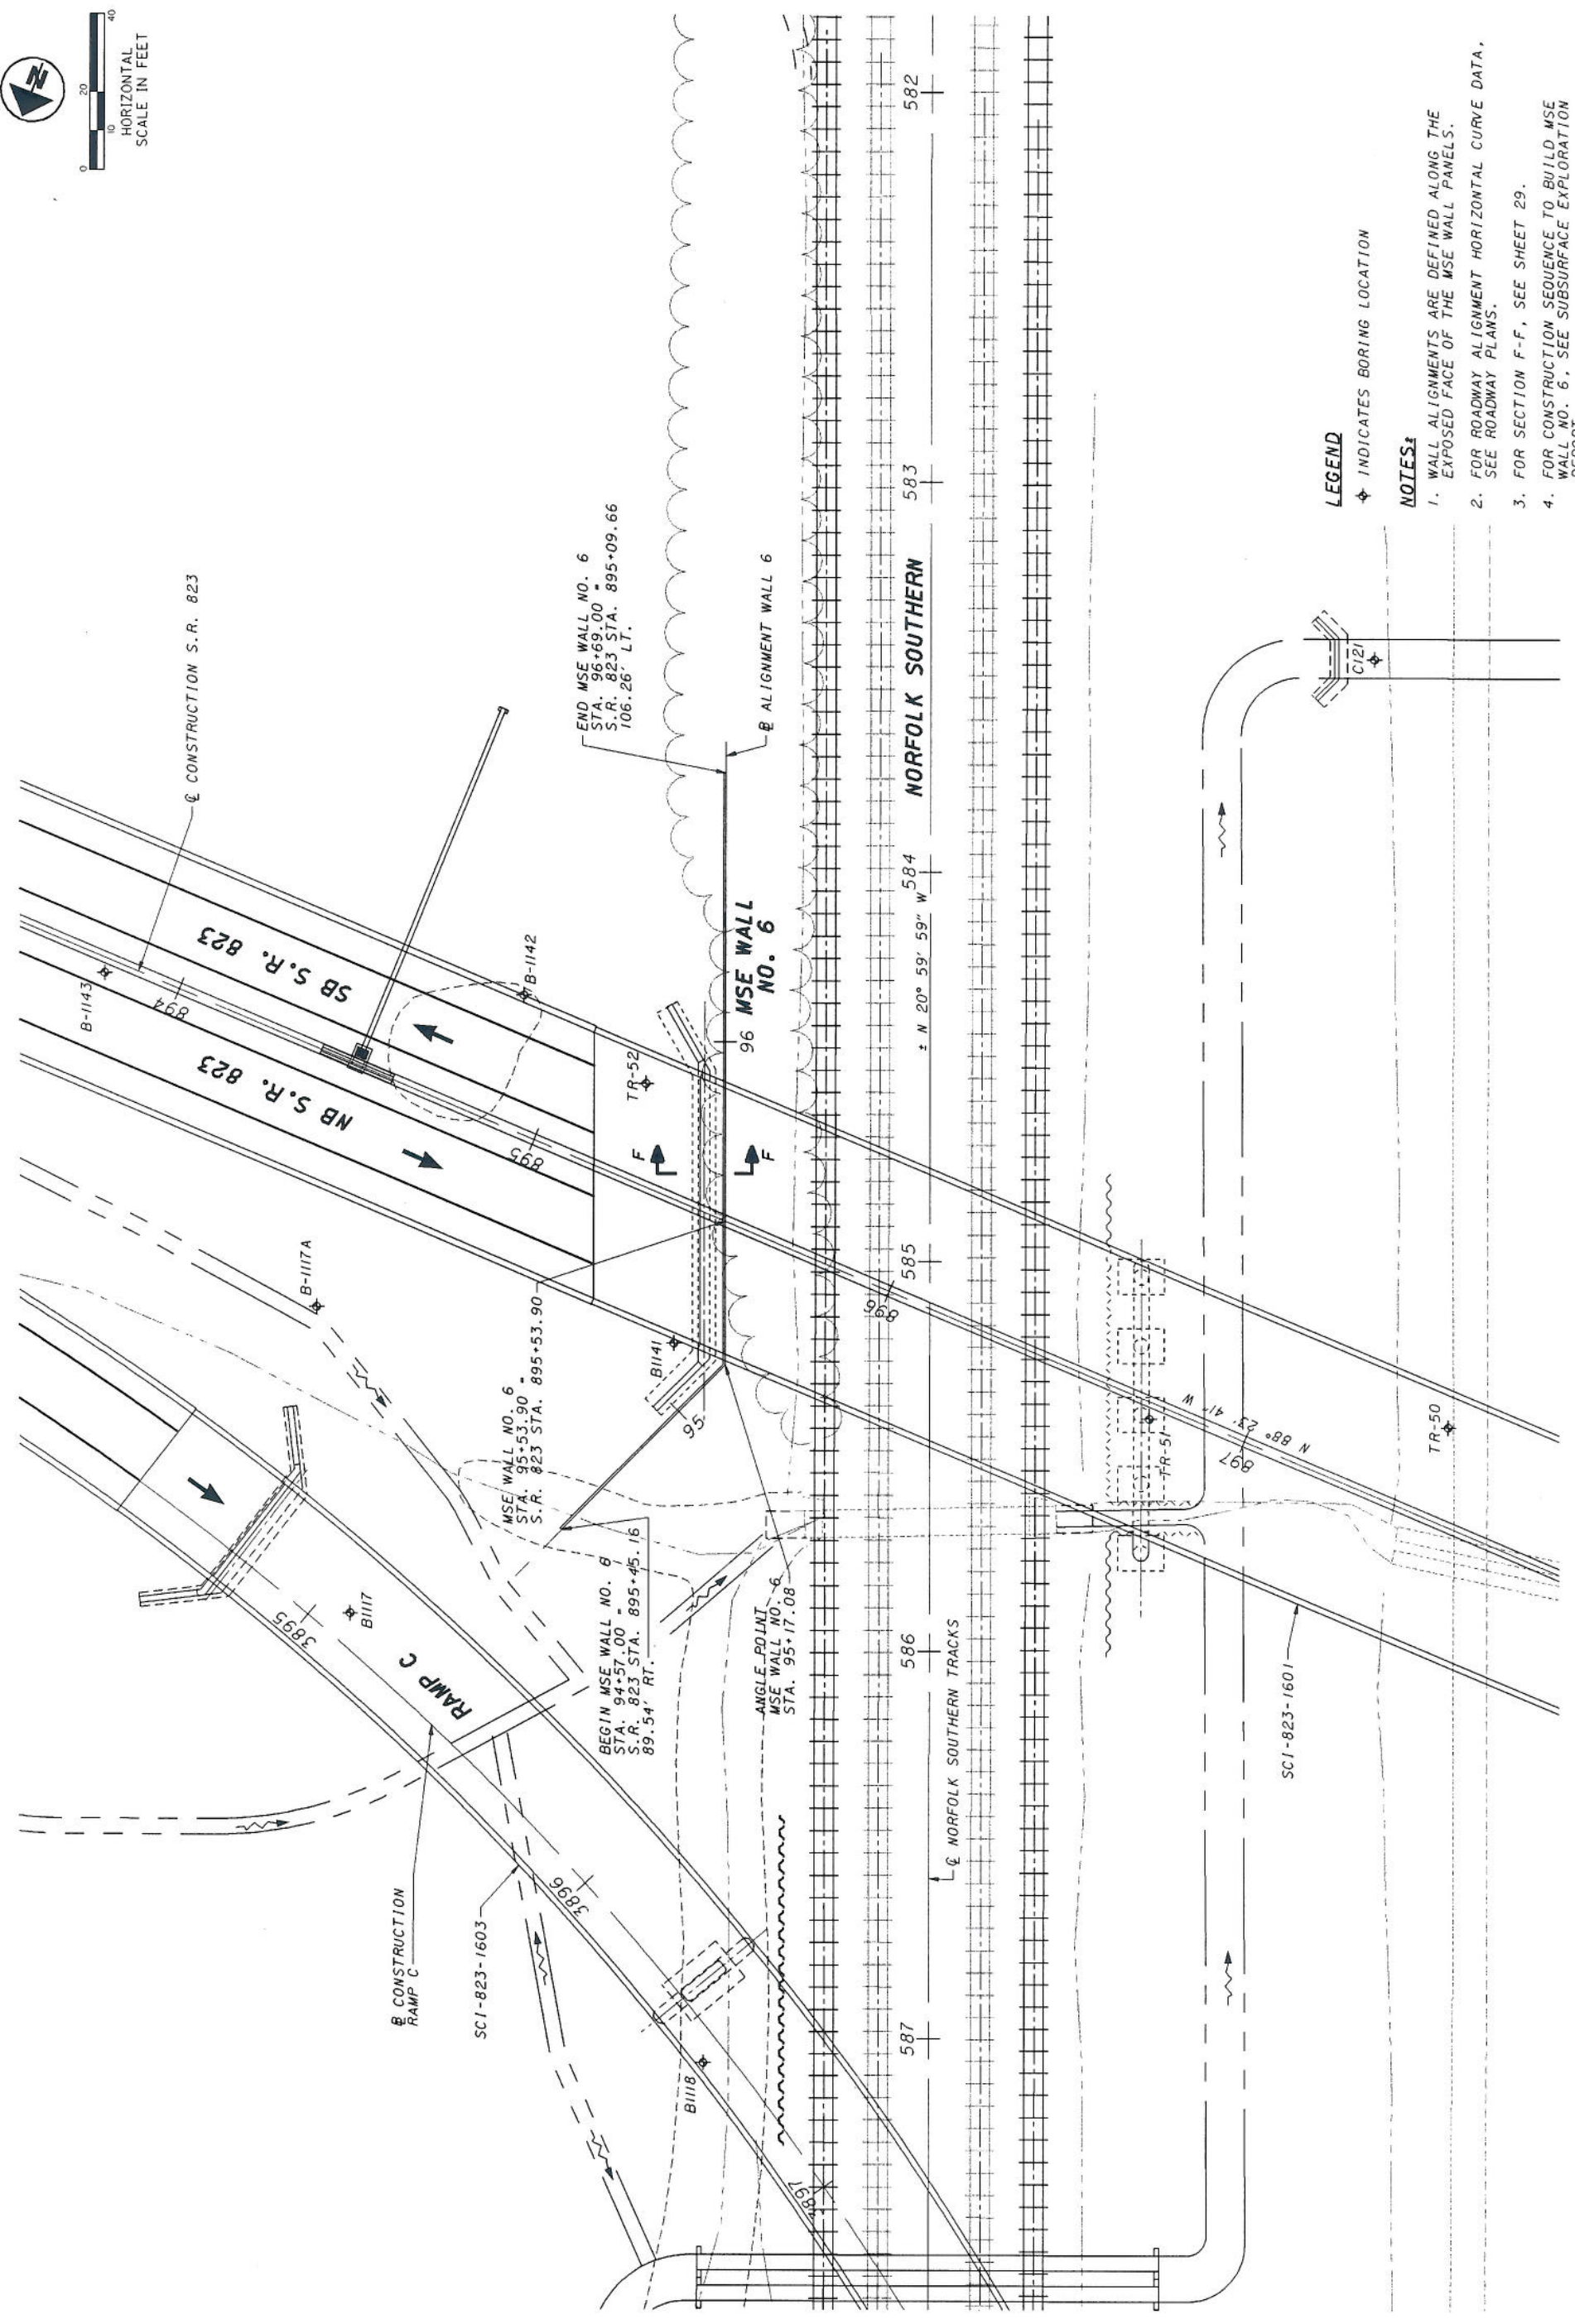 0
10
20
40
HORIZONTAL
SCALE IN FEET
N
℄ CONSTRUCTION S.R. 823
B-1143
894
SB S.R. 823
NB S.R. 823
B-1142
895
TR-52
F
F
END MSE WALL NO. 6
STA. 96+69.00 =
S.R. 823 STA. 895+09.66
106.26' LT.
ALIGNMENT WALL 6
MSE WALL
NO. 6
96
95
B1141
B-1117A
MSE WALL NO. 6
STA. 95+53.90 =
S.R. 823 STA. 895+53.90
BEGIN MSE WALL NO. 6
STA. 94+57.00 =
S.R. 823 STA. 895+45.16
89.54' RT.
ANGLE POINT
MSE WALL NO. 6
STA. 95+17.08
3895
B1117
RAMP C
CONSTRUCTION
RAMP C
SCI-823-1603
3896
B1118
3897
582
583
NORFOLK SOUTHERN
584
± N 20° 59' 59" W
585
896
586
℄ NORFOLK SOUTHERN TRACKS
587
TR-51
897
N 88° 23' 41" W
TR-50
SCI-823-1601
C121
LEGEND
INDICATES BORING LOCATION
NOTES:
1. WALL ALIGNMENTS ARE DEFINED ALONG THE
EXPOSED FACE OF THE MSE WALL PANELS.
2. FOR ROADWAY ALIGNMENT HORIZONTAL CURVE DATA,
SEE ROADWAY PLANS.
3. FOR SECTION F-F, SEE SHEET 29.
4. FOR CONSTRUCTION SEQUENCE TO BUILD MSE
WALL NO. 6, SEE SUBSURFACE EXPLORATION